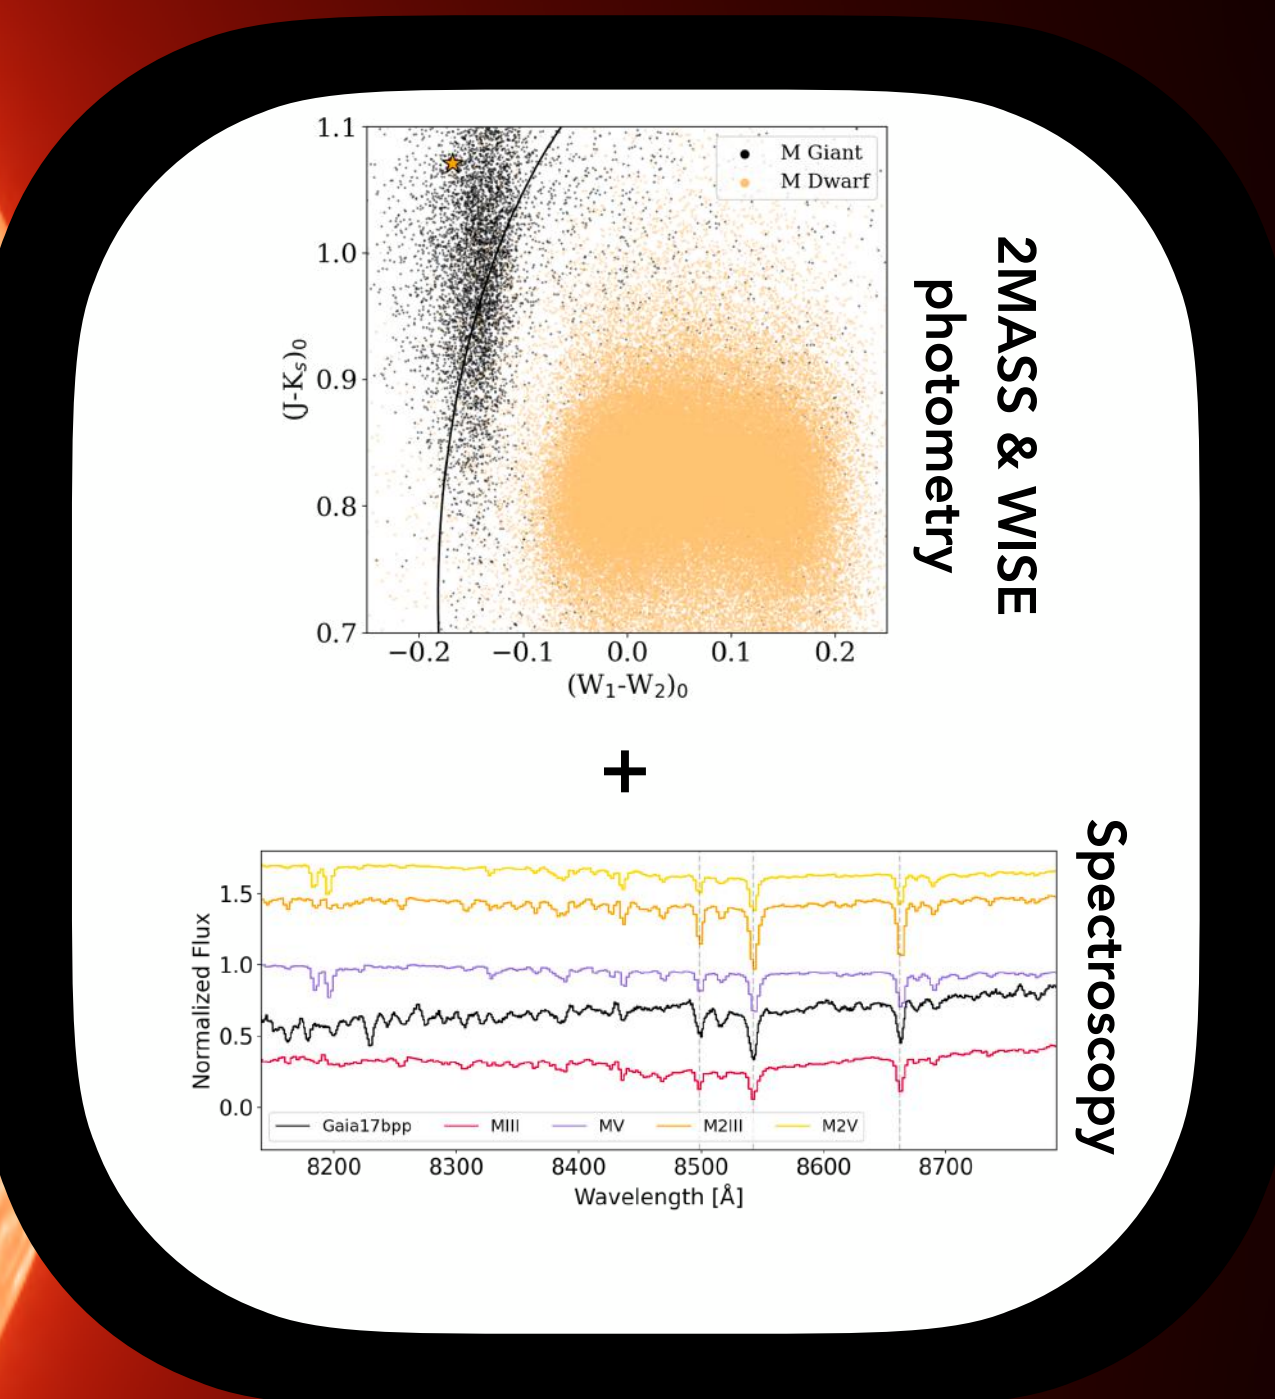 1.1
1.0
0.9
0.8
0.7
(J-Kₛ)₀
M Giant
M Dwarf
−0.2 −0.1 0.0 0.1 0.2
(W₁-W₂)₀
2MASS & WISE
photometry
+
Spectroscopy
1.5
1.0
0.5
0.0
Normalized Flux
Gaia17bpp MIII MV M2III M2V
8200 8300 8400 8500 8600 8700
Wavelength [Å]